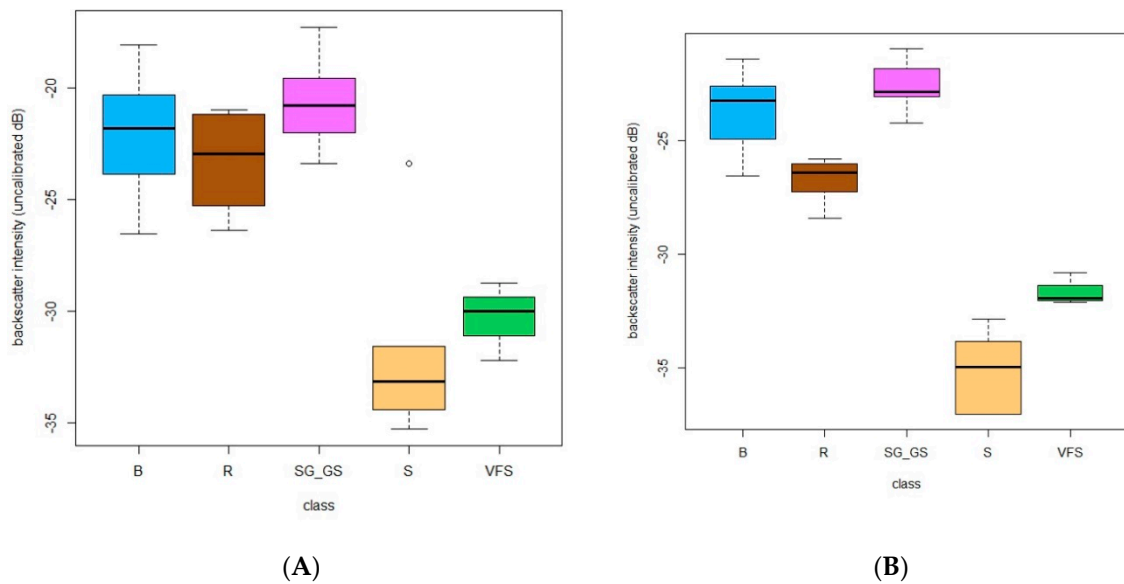 backscatter intensity (uncalibrated dB)
-20
-25
-30
-35
B R SG_GS S VFS
class
(A)
backscatter intensity (uncalibrated dB)
-25
-30
-35
B R SG_GS S VFS
class
(B)